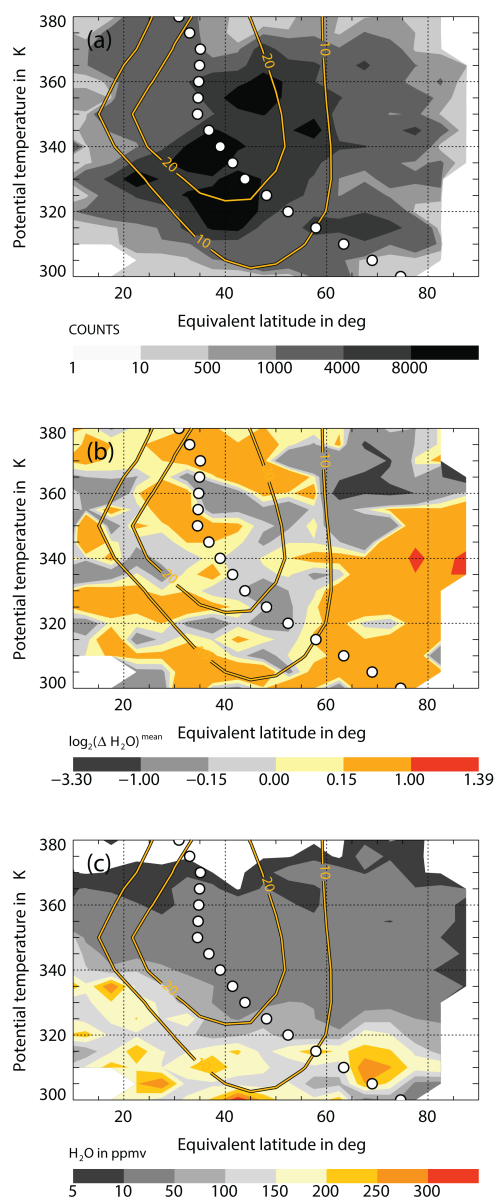 380
(a)
20
10
360
340
20
320
10
300
20
40
60
80
Potential temperature in K
Equivalent latitude in deg
COUNTS
1 10 500 1000 4000 8000
380
(b)
10
360
340
20
320
300
20
40
60
80
Potential temperature in K
Equivalent latitude in deg
log₂(Δ H₂O)ᵐᵉᵃⁿ
−3.30 −1.00 −0.15 0.00 0.15 1.00 1.39
380
(c)
20
10
360
340
20
320
10
300
20
40
60
80
Potential temperature in K
Equivalent latitude in deg
H₂O in ppmv
5 10 50 100 150 200 250 300